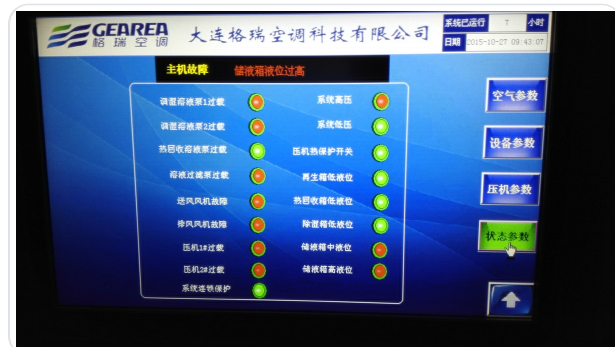 GEAREA
格瑞空调
大连格瑞空调科技有限公司
系统已运行 7 小时
日期 2015-10-27 09:43:07
主机故障 储液箱液位过高
调湿溶液泵1过载 系统高压
调湿溶液泵2过载 系统低压
热回收溶液泵过载 压机热保护开关
溶液过滤泵过载 再生箱低液位
送风风机故障 热回收箱低液位
排风风机故障 除湿箱低液位
压机1#过载 储液箱中液位
压机2#过载 储液箱高液位
系统连锁保护
空气参数
设备参数
压机参数
状态参数